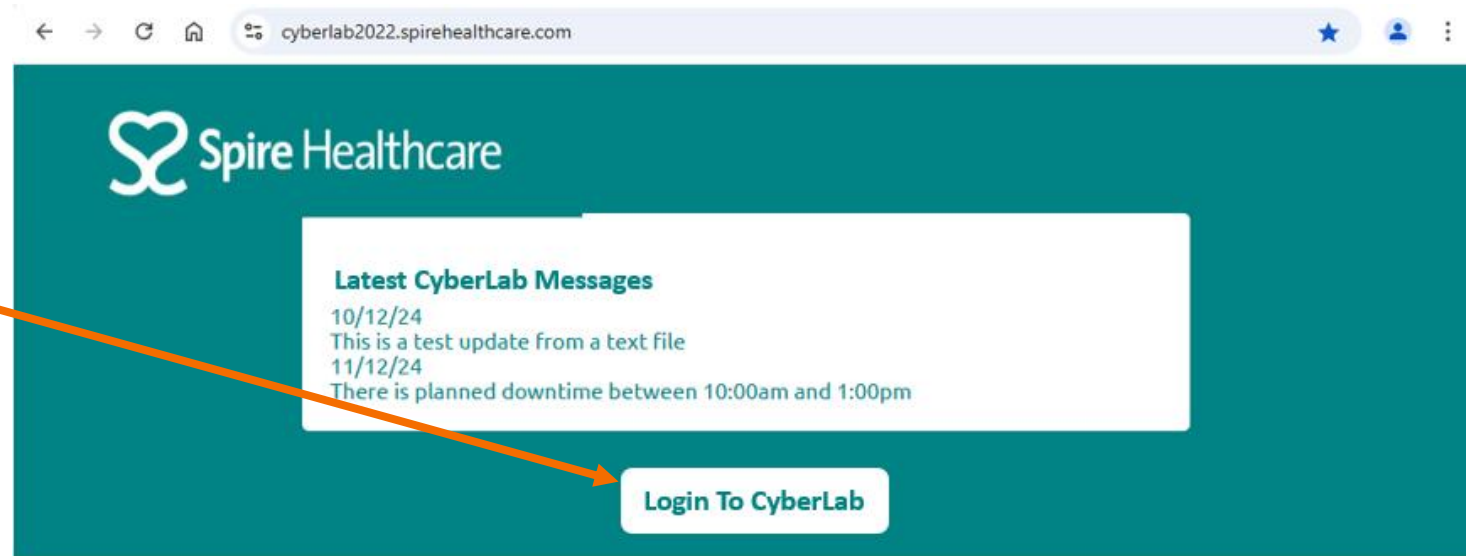 cyberlab2022.spirehealthcare.com
Spire Healthcare
Latest CyberLab Messages
10/12/24
This is a test update from a text file
11/12/24
There is planned downtime between 10:00am and 1:00pm
Login To CyberLab